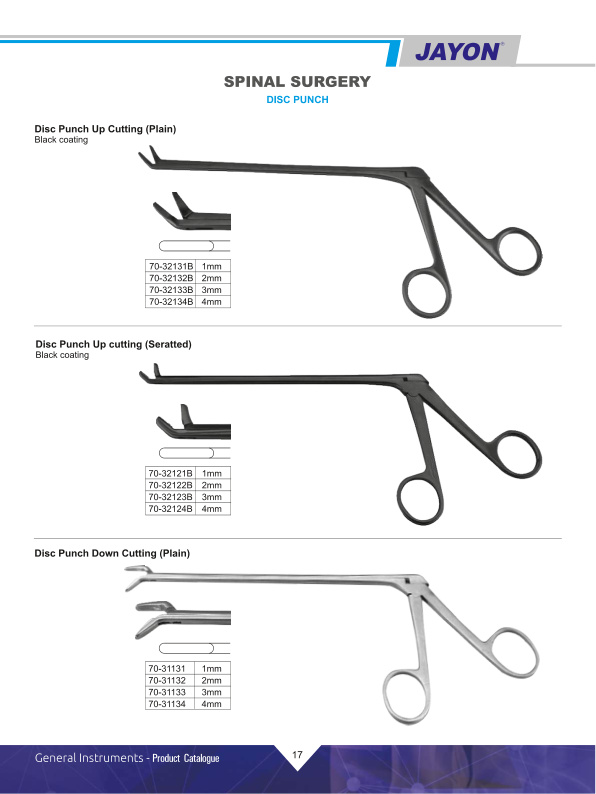 JAYON®
SPINAL SURGERY
DISC PUNCH
Disc Punch Up Cutting (Plain)
Black coating
70-32131B 1mm
70-32132B 2mm
70-32133B 3mm
70-32134B 4mm
Disc Punch Up cutting (Seratted)
Black coating
70-32121B 1mm
70-32122B 2mm
70-32123B 3mm
70-32124B 4mm
Disc Punch Down Cutting (Plain)
70-31131 1mm
70-31132 2mm
70-31133 3mm
70-31134 4mm
General Instruments - Product Catalogue
17